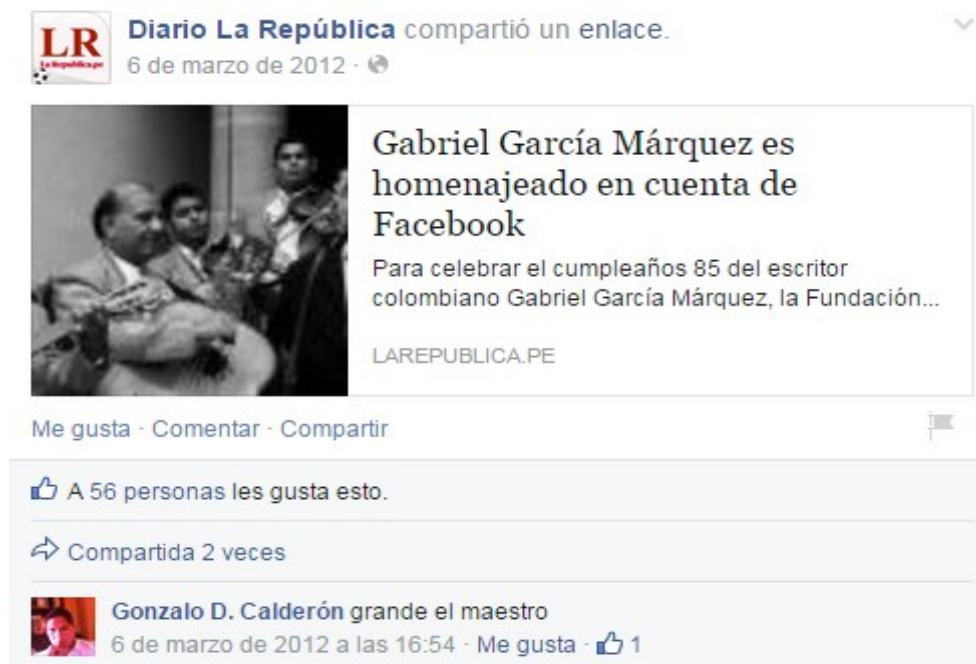 LR
LaRepública.pe
Diario La República compartió un enlace.
6 de marzo de 2012 ·
Gabriel García Márquez es
homenajeado en cuenta de
Facebook
Para celebrar el cumpleaños 85 del escritor
colombiano Gabriel García Márquez, la Fundación...
LAREPUBLICA.PE
Me gusta · Comentar · Compartir
A 56 personas les gusta esto.
Compartida 2 veces
Gonzalo D. Calderón grande el maestro
6 de marzo de 2012 a las 16:54 · Me gusta · 1